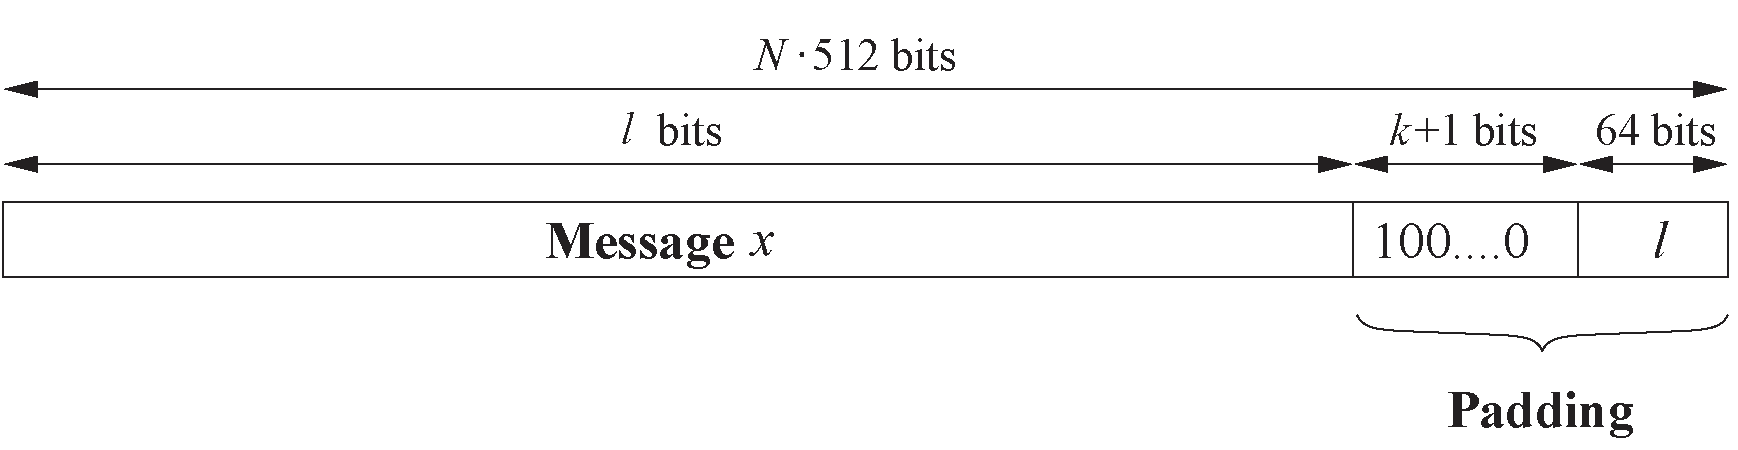 N · 512 bits
l bits k+1 bits 64 bits
Message x 100....0 l
Padding